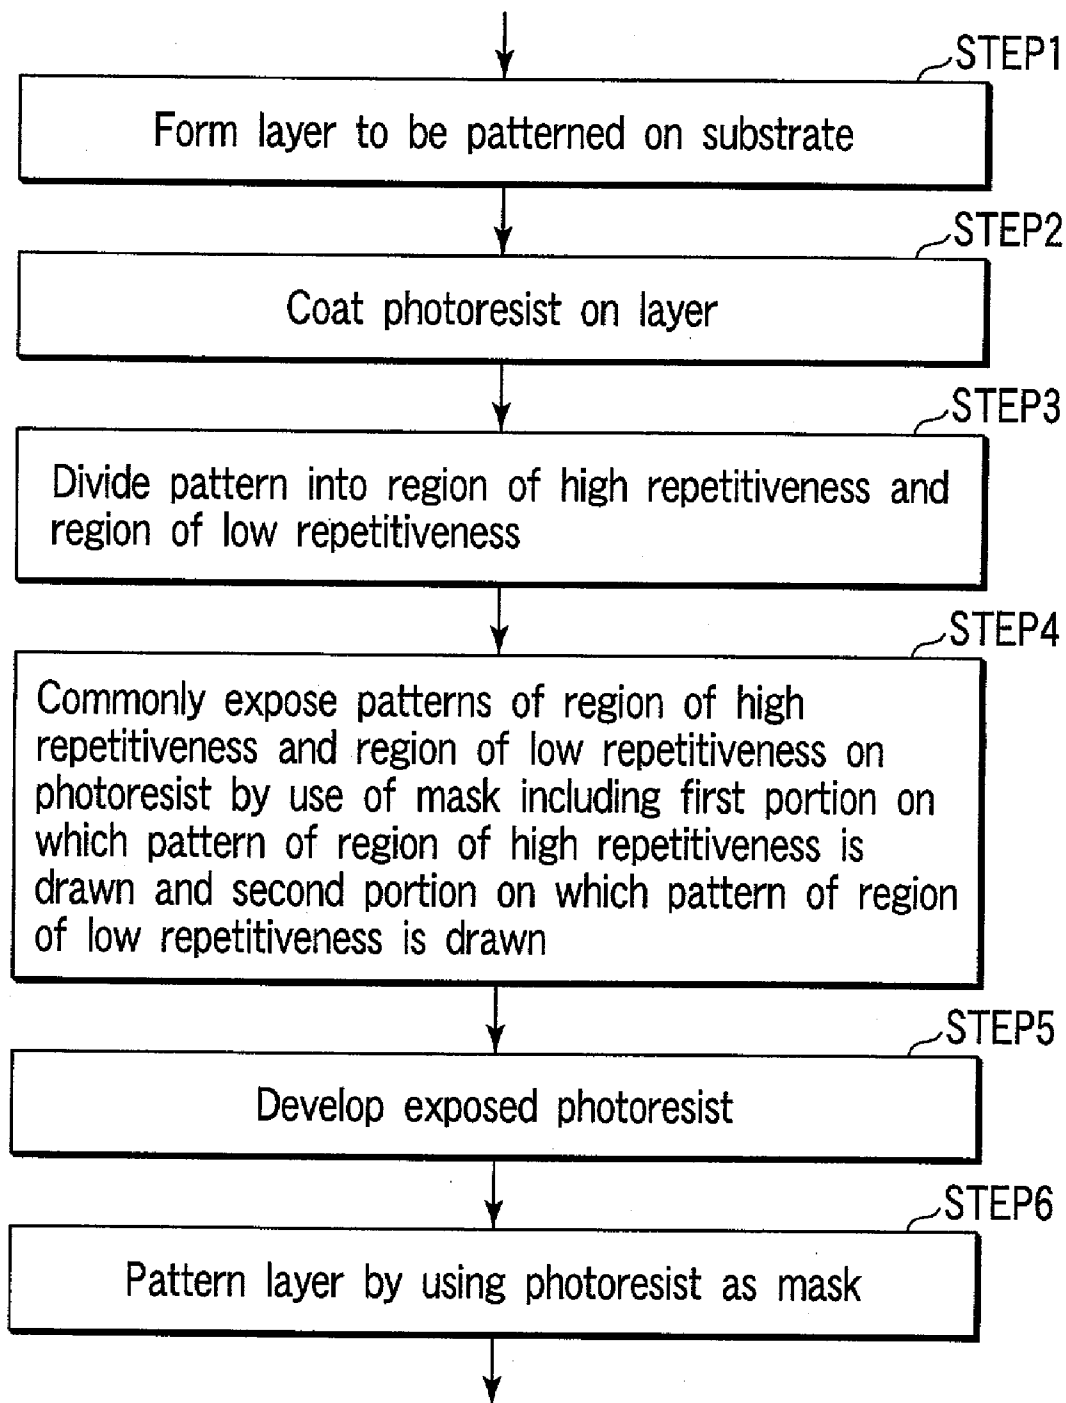 STEP1
Form layer to be patterned on substrate
STEP2
Coat photoresist on layer
STEP3
Divide pattern into region of high repetitiveness and
region of low repetitiveness
STEP4
Commonly expose patterns of region of high
repetitiveness and region of low repetitiveness on
photoresist by use of mask including first portion on
which pattern of region of high repetitiveness is
drawn and second portion on which pattern of region
of low repetitiveness is drawn
STEP5
Develop exposed photoresist
STEP6
Pattern layer by using photoresist as mask